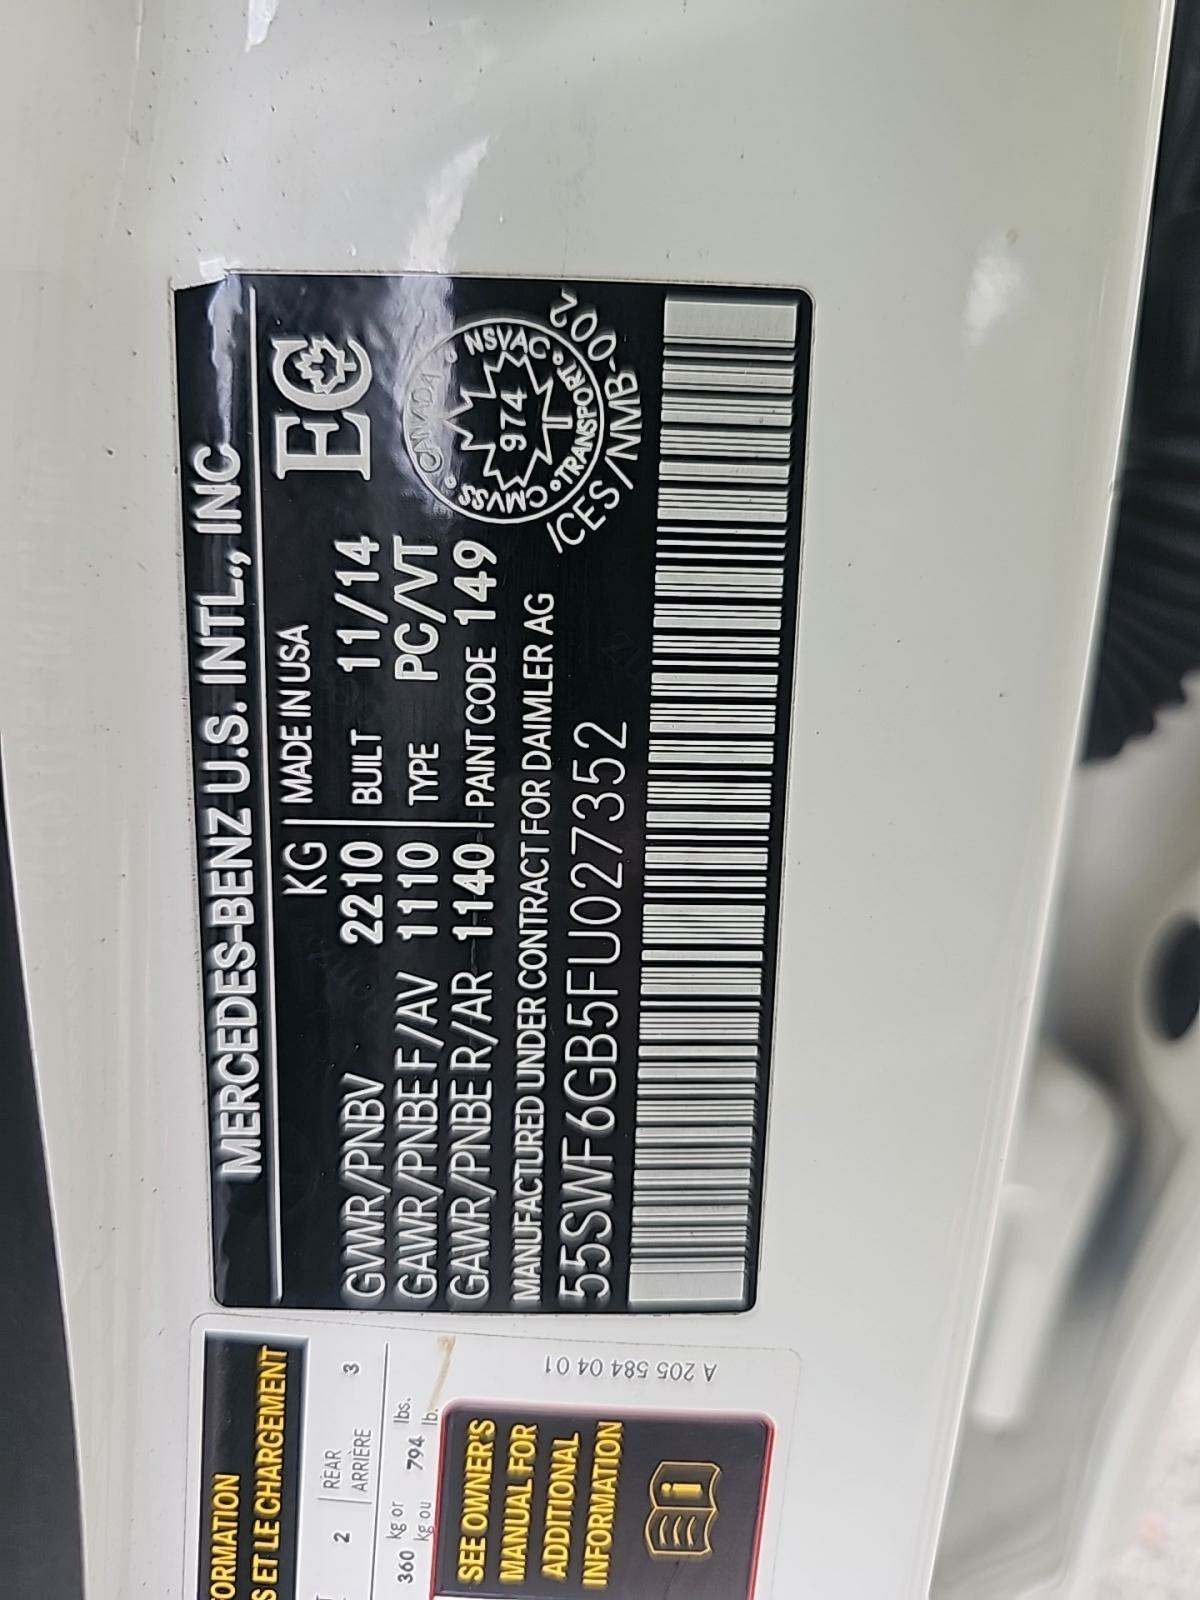 MERCEDES-BENZ U.S. INTL., INC
KG | MADE IN USA
GVWR/PNBV 2210 BUILT 11/14
GAWR/PNBE F/AV 1110 TYPE PC/VT
GAWR/PNBE R/AR 1140 PAINT CODE 149
MANUFACTURED UNDER CONTRACT FOR DAIMLER AG
55SWF6GB5FU027352
EC
CANADA
CMVSS • NSVAC
974
TRANSPORT
ICES/NMB-002
ORMATION
S ET LE CHARGEMENT
2 REAR 3
ARRIÈRE
360 kg or 794 lbs.
kg ou lb.
A 205 584 04 01
SEE OWNER'S
MANUAL FOR
ADDITIONAL
INFORMATION